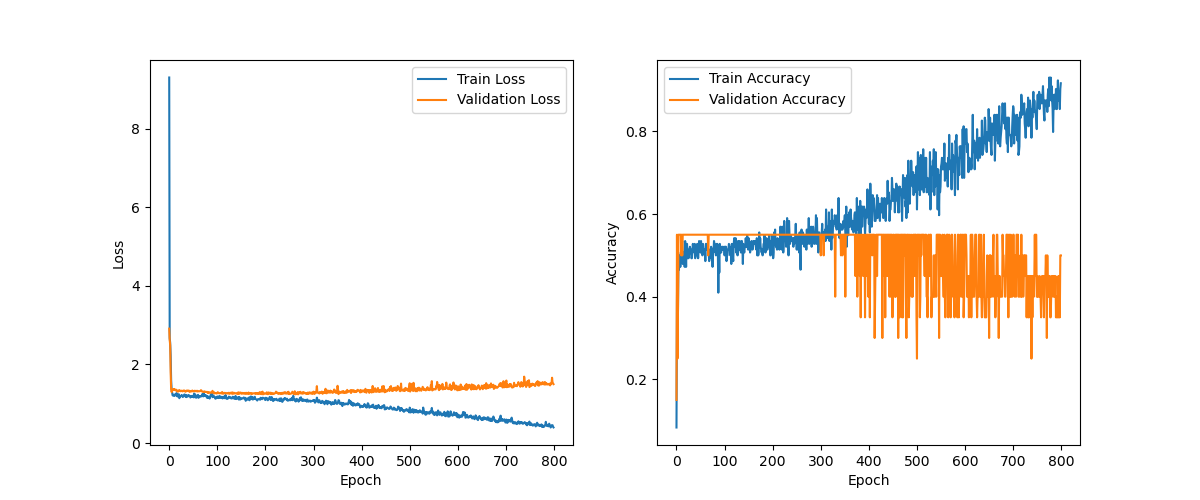 Train Loss
Validation Loss
8
6
4
2
0
Loss
0 100 200 300 400 500 600 700 800
Epoch
Train Accuracy
Validation Accuracy
0.8
0.6
0.4
0.2
Accuracy
0 100 200 300 400 500 600 700 800
Epoch